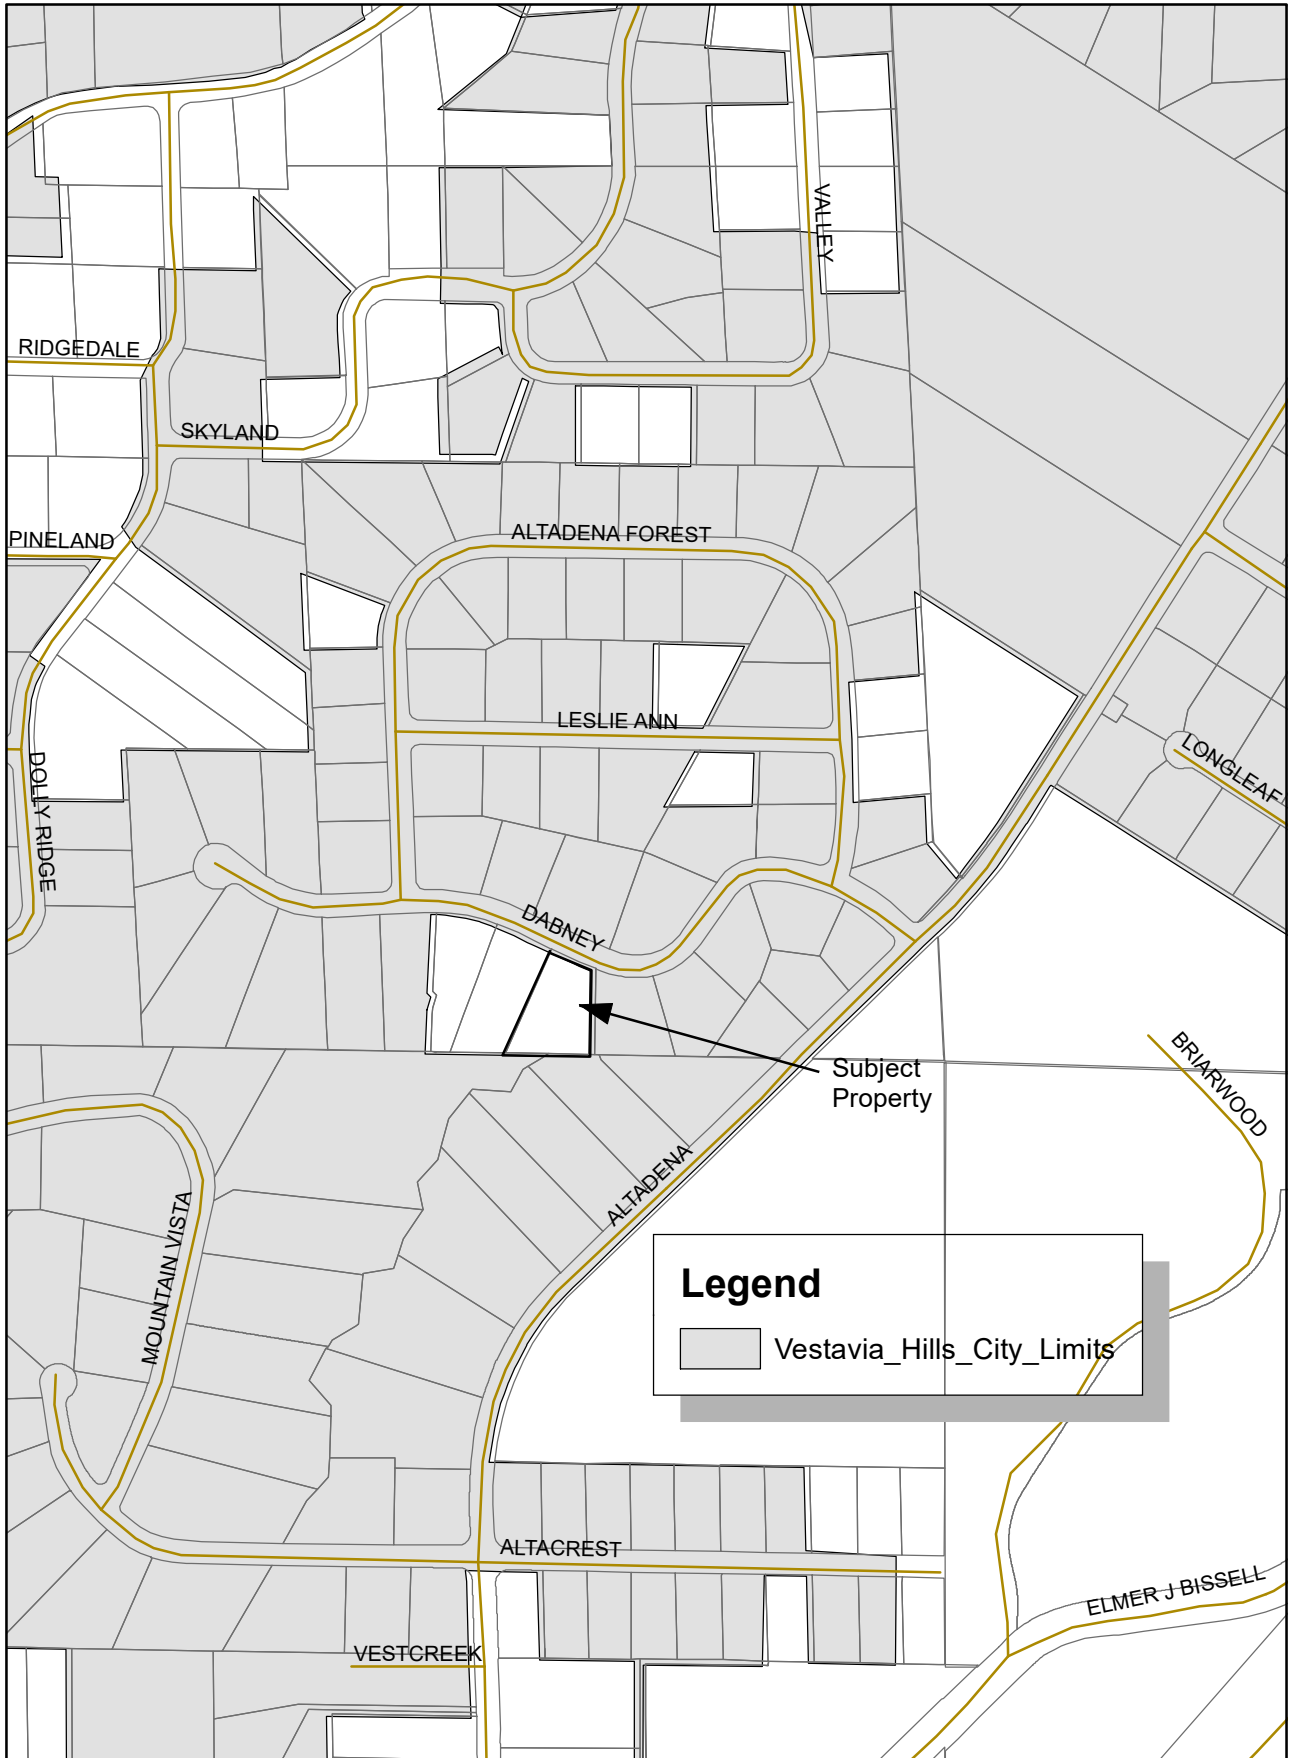 VALLEY
RIDGEDALE
SKYLAND
PINELAND
ALTADENA FOREST
LESLIE ANN
LONGLEAF
DOLLY RIDGE
DABNEY
BRIARWOOD
Subject
Property
ALTADENA
MOUNTAIN VISTA
Legend
Vestavia_Hills_City_Limits
ALTACREST
ELMER J BISSELL
VESTCREEK